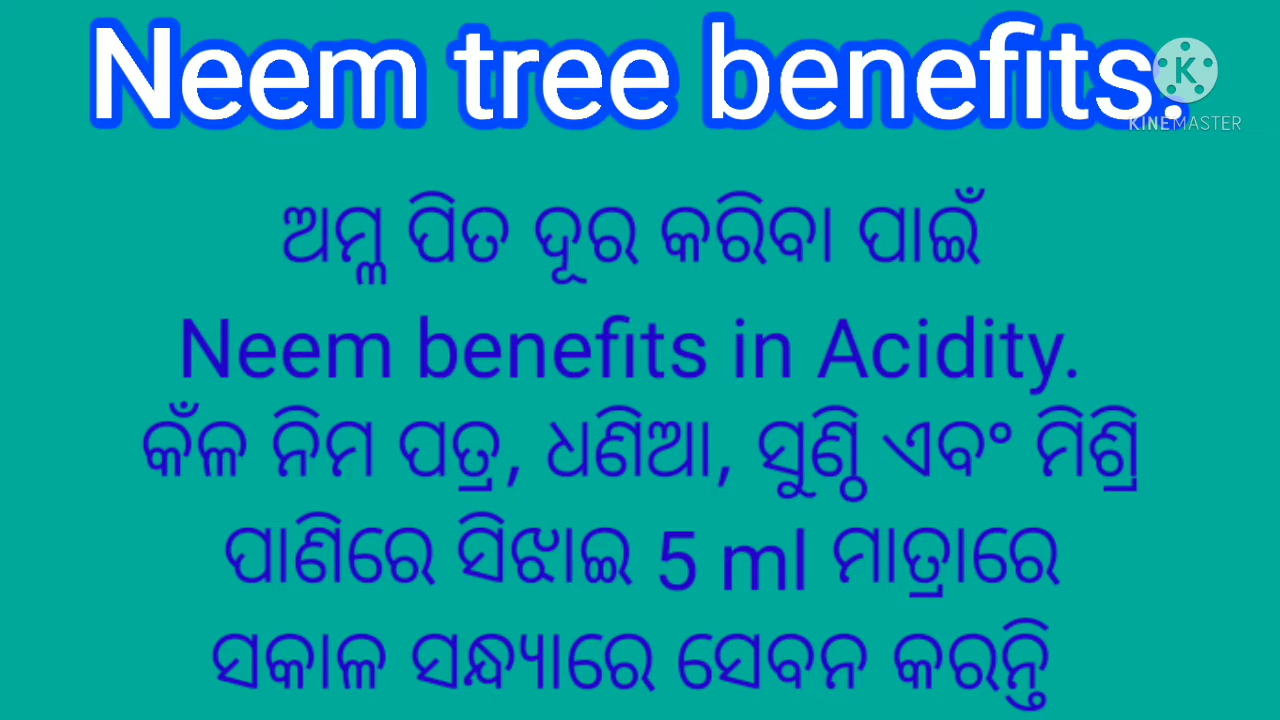 Neem tree benefits.
K
KINEMASTER
ଅମ୍ଳ ପିତ ଦୂର କରିବା ପାଇଁ
Neem benefits in Acidity.
କଁଳ ନିମ ପତ୍ର, ଧଣିଆ, ସୁଣ୍ଠି ଏବଂ ମିଶ୍ରି
ପାଣିରେ ସିଝାଇ 5 ml ମାତ୍ରାରେ
ସକାଳ ସନ୍ଧ୍ୟାରେ ସେବନ କରନ୍ତି